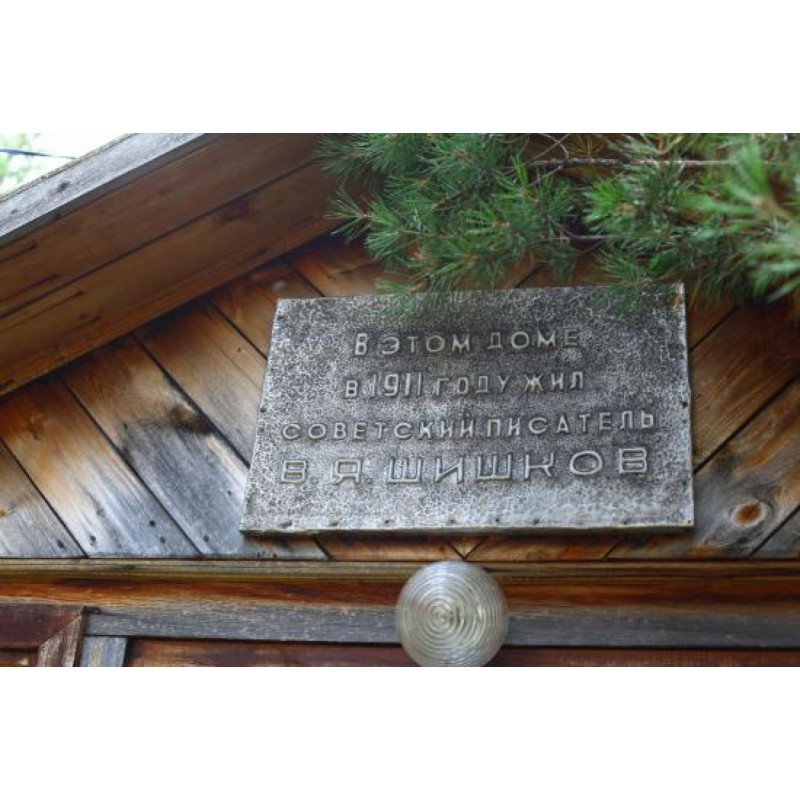 В ЭТОМ ДОМЕ
В 1911 ГОДУ ЖИЛ
СОВЕТСКИЙ ПИСАТЕЛЬ
В. Я. ШИШКОВ